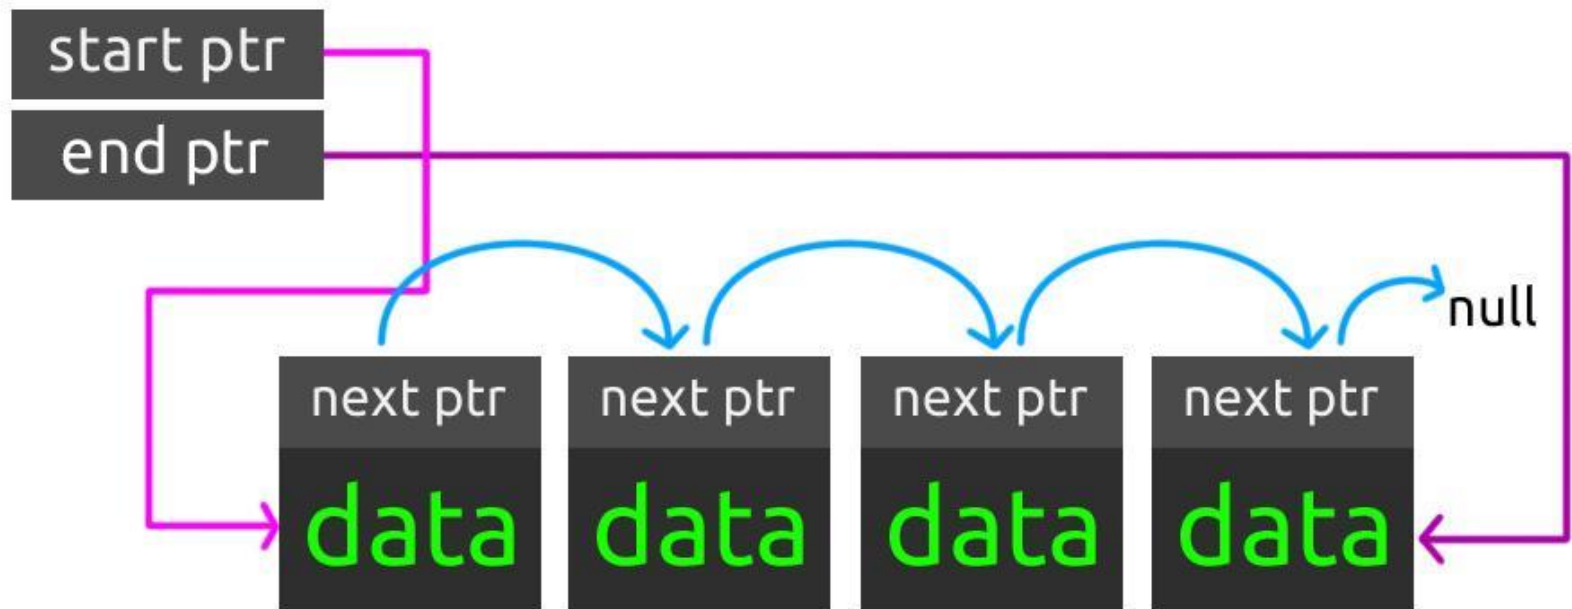 start ptr
end ptr
null
next ptr next ptr next ptr next ptr
data data data data